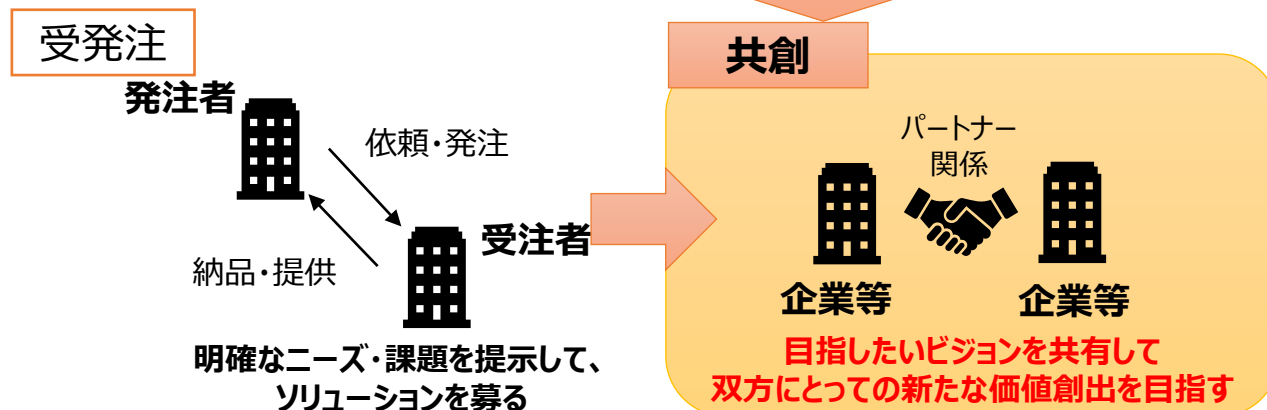 受発注
発注者
依頼・発注
受注者
納品・提供
明確なニーズ・課題を提示して、
ソリューションを募る
共創
パートナー
関係
企業等
企業等
目指したいビジョンを共有して
双方にとっての新たな価値創出を目指す